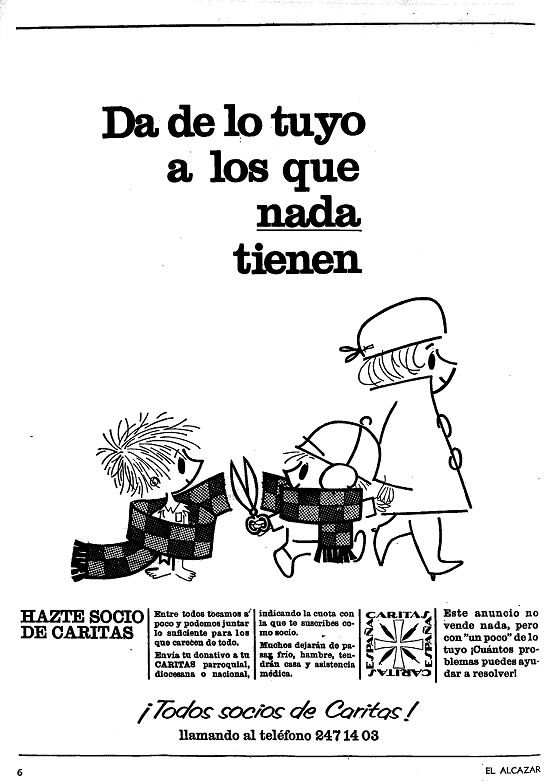 Da de lo tuyo
a los que
nada
tienen
HAZTE SOCIO
DE CARITAS
Entre todos tocamos a
poco y podemos juntar
lo suficiente para los
que carecen de todo.
Envía tu donativo a tu
CARITAS parroquial,
diocesana o nacional,
indicando la cuota con
la que te suscribes co-
mo socio.
Muchos dejarán de pa-
sar frío, hambre, ten-
drán casa y asistencia
médica.
CARITAS
ESPAÑA
CARITAS
ESPAÑA
Este anuncio no
vende nada, pero
con "un poco" de lo
tuyo ¡Cuántos pro-
blemas puedes ayu-
dar a resolver!
¡Todos socios de Caritas!
llamando al teléfono 247 14 03
6
EL ALCAZAR